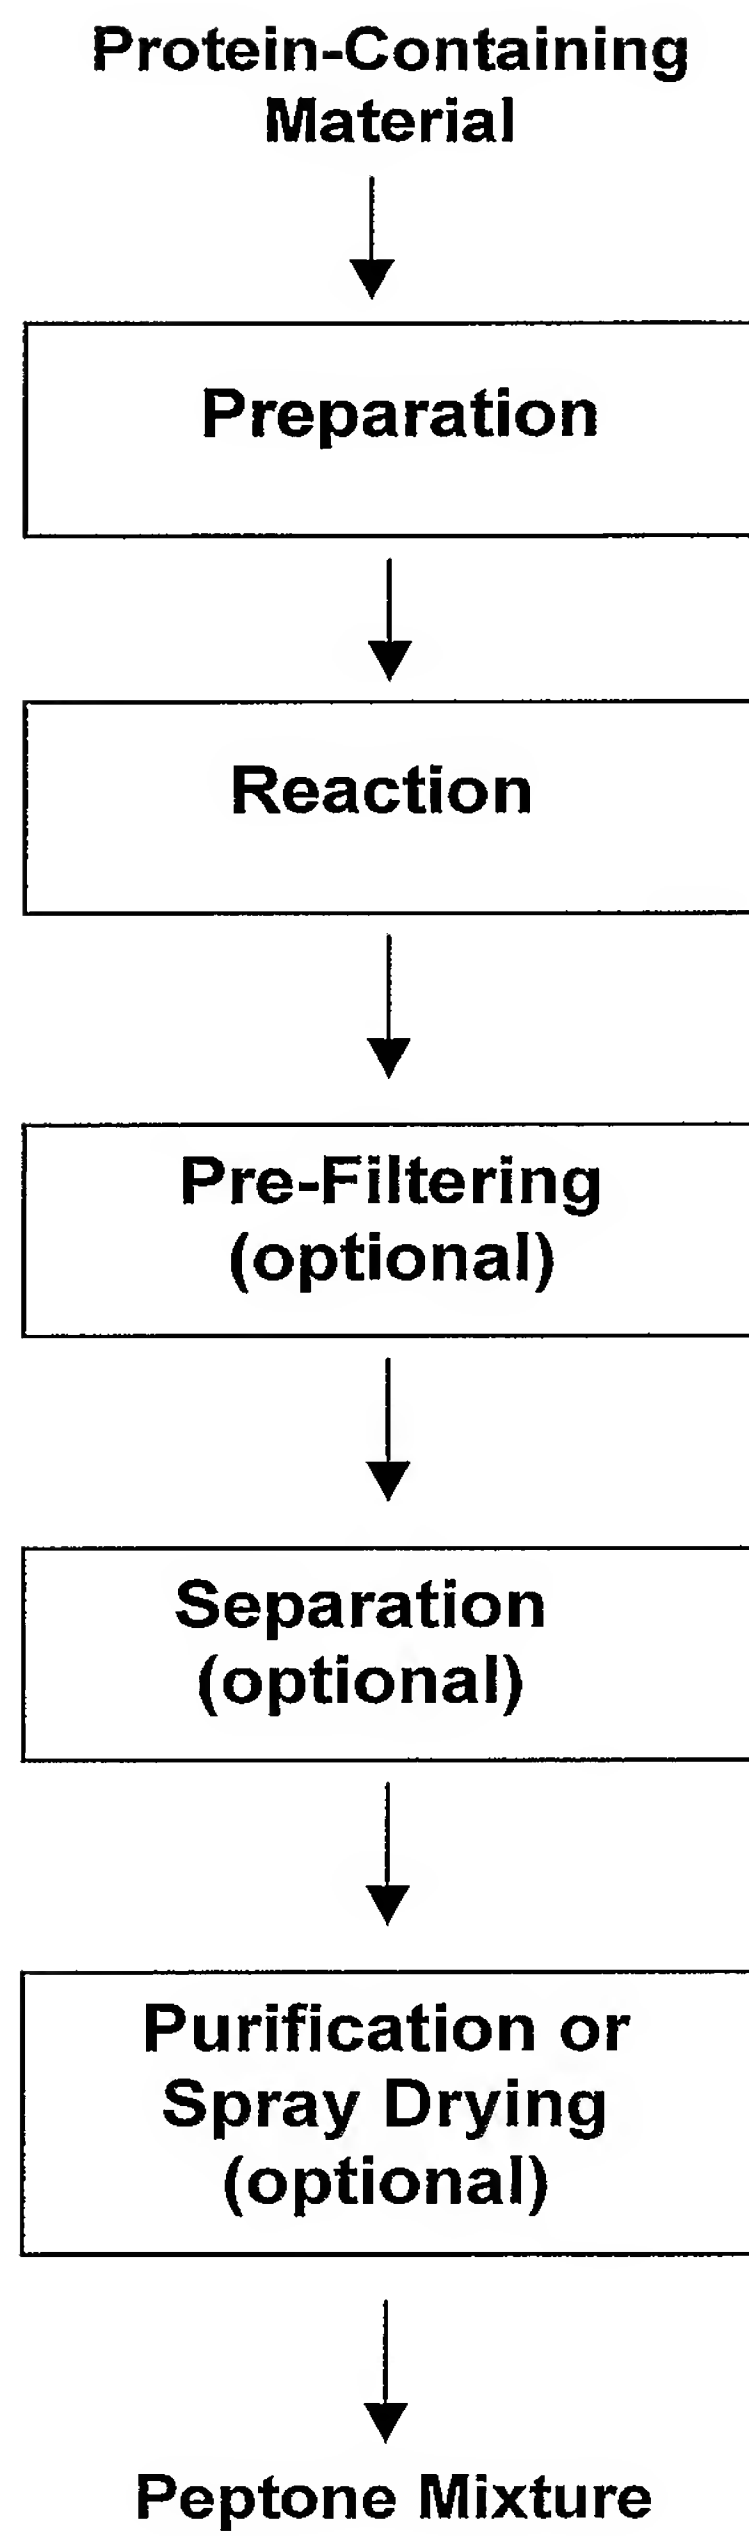 Protein-Containing
Material
Preparation
Reaction
Pre-Filtering
(optional)
Separation
(optional)
Purification or
Spray Drying
(optional)
Peptone Mixture